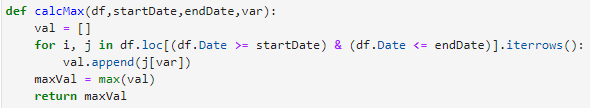 def calcMax(df,startDate,endDate,var):
    val = []
    for i, j in df.loc[(df.Date >= startDate) & (df.Date <= endDate)].iterrows():
        val.append(j[var])
    maxVal = max(val)
    return maxVal